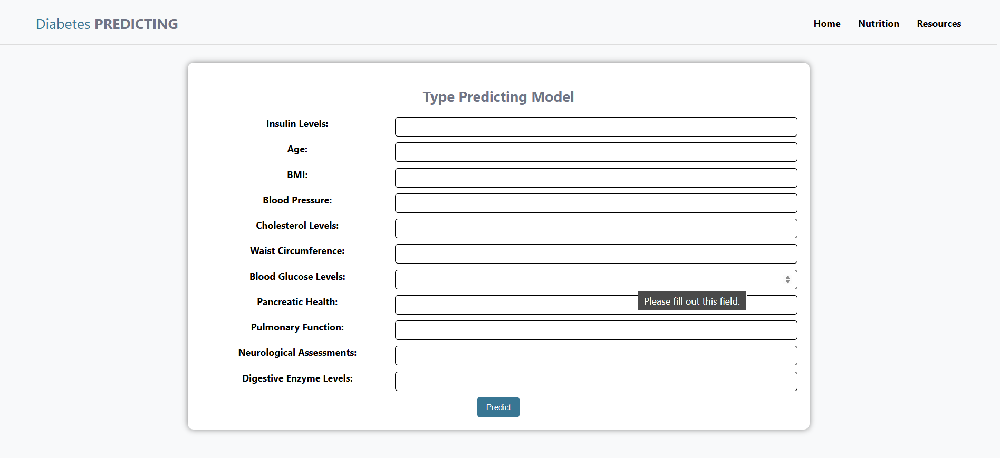 Diabetes PREDICTING
Home Nutrition Resources
Type Predicting Model
Insulin Levels:
Age:
BMI:
Blood Pressure:
Cholesterol Levels:
Waist Circumference:
Blood Glucose Levels:
Please fill out this field.
Pancreatic Health:
Pulmonary Function:
Neurological Assessments:
Digestive Enzyme Levels:
Predict